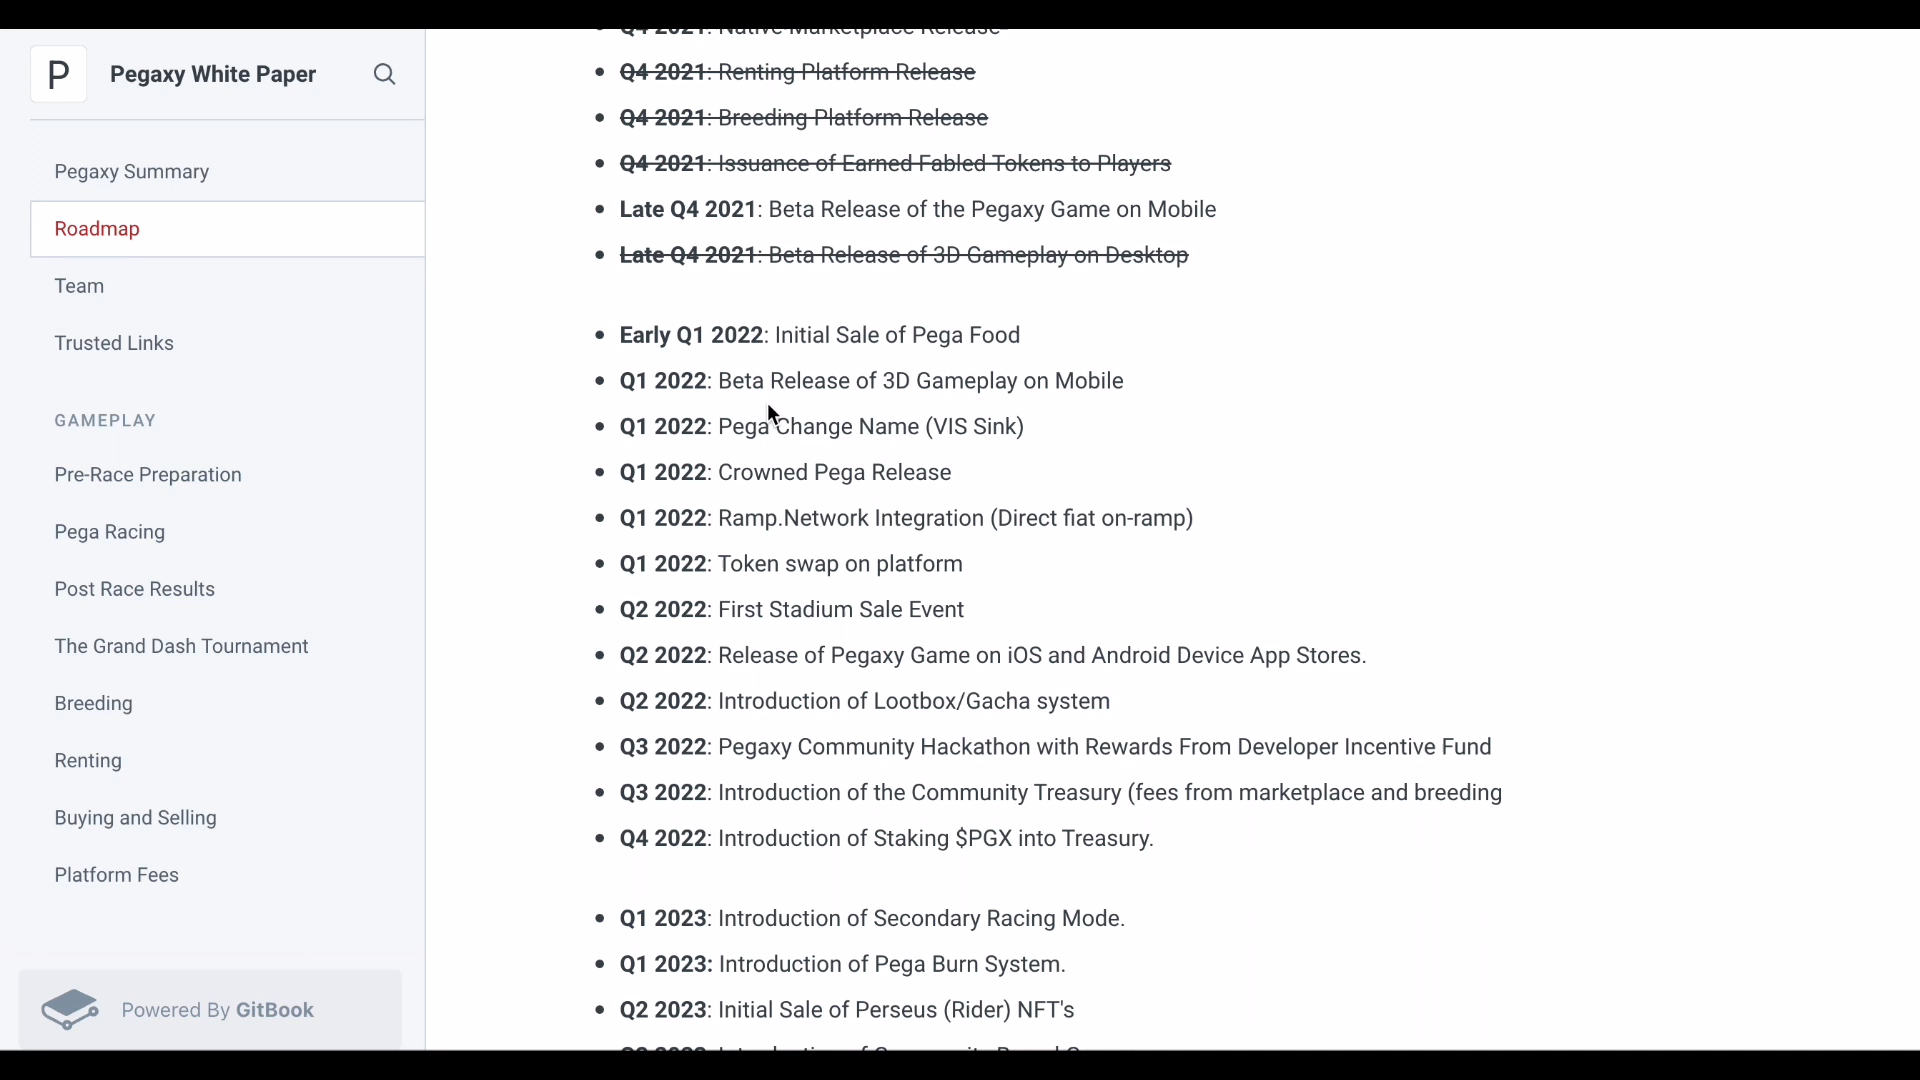 P
Pegaxy White Paper
Pegaxy Summary
Roadmap
Team
Trusted Links
GAMEPLAY
Pre-Race Preparation
Pega Racing
Post Race Results
The Grand Dash Tournament
Breeding
Renting
Buying and Selling
Platform Fees
Powered By GitBook
Q4 2021: Native Marketplace Release
Q4 2021: Renting Platform Release
Q4 2021: Breeding Platform Release
Q4 2021: Issuance of Earned Fabled Tokens to Players
Late Q4 2021: Beta Release of the Pegaxy Game on Mobile
Late Q4 2021: Beta Release of 3D Gameplay on Desktop
Early Q1 2022: Initial Sale of Pega Food
Q1 2022: Beta Release of 3D Gameplay on Mobile
Q1 2022: Pega Change Name (VIS Sink)
Q1 2022: Crowned Pega Release
Q1 2022: Ramp.Network Integration (Direct fiat on-ramp)
Q1 2022: Token swap on platform
Q2 2022: First Stadium Sale Event
Q2 2022: Release of Pegaxy Game on iOS and Android Device App Stores.
Q2 2022: Introduction of Lootbox/Gacha system
Q3 2022: Pegaxy Community Hackathon with Rewards From Developer Incentive Fund
Q3 2022: Introduction of the Community Treasury (fees from marketplace and breeding
Q4 2022: Introduction of Staking $PGX into Treasury.
Q1 2023: Introduction of Secondary Racing Mode.
Q1 2023: Introduction of Pega Burn System.
Q2 2023: Initial Sale of Perseus (Rider) NFT's